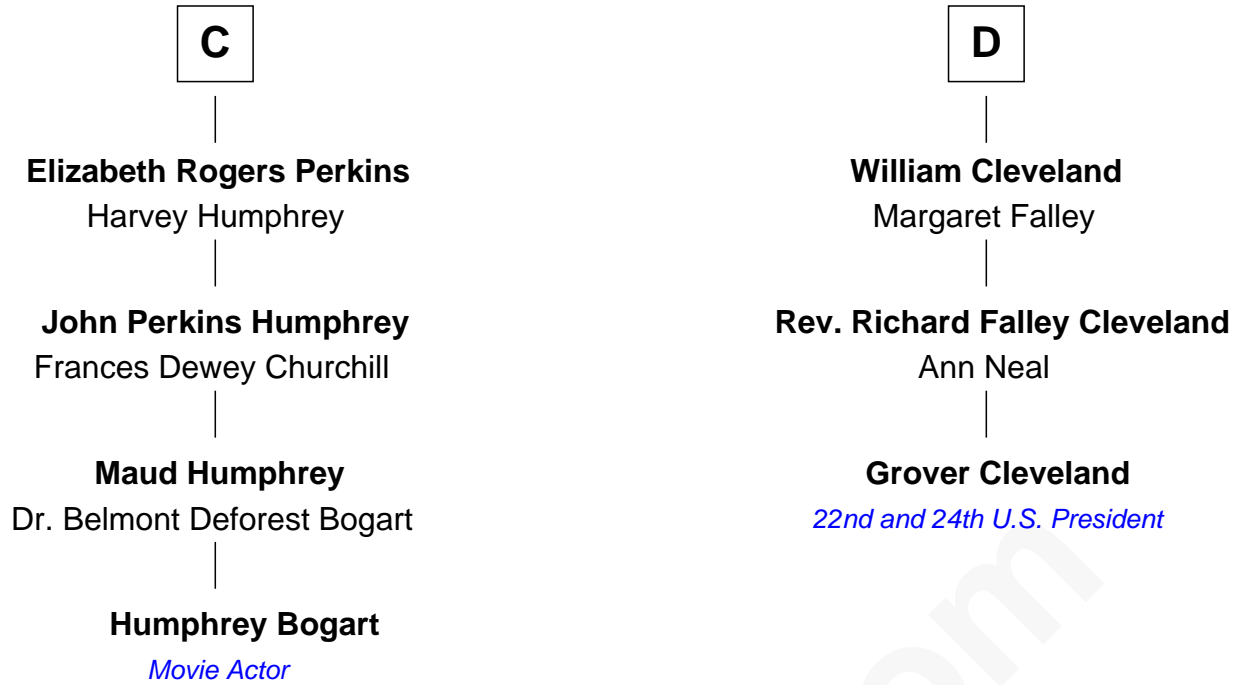 C
Elizabeth Rogers Perkins
Harvey Humphrey
John Perkins Humphrey
Frances Dewey Churchill
Maud Humphrey
Dr. Belmont Deforest Bogart
Humphrey Bogart
Movie Actor
D
William Cleveland
Margaret Falley
Rev. Richard Falley Cleveland
Ann Neal
Grover Cleveland
22nd and 24th U.S. President
om